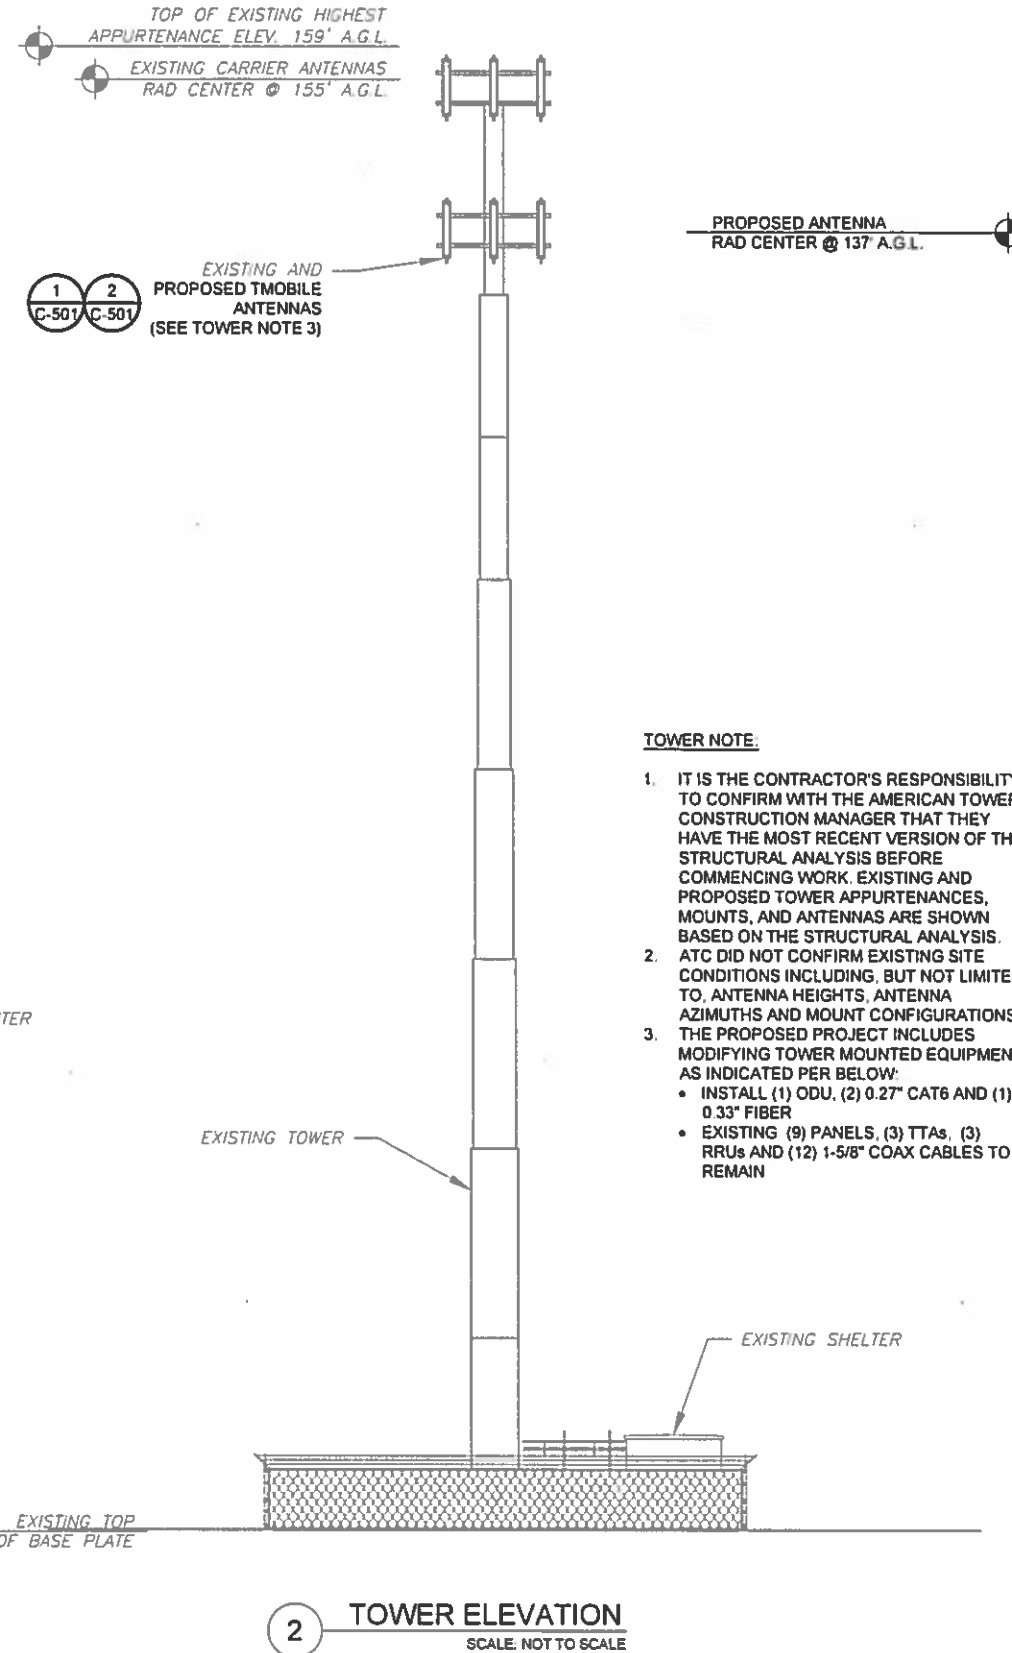 TOP OF EXISTING HIGHEST
APPURTENANCE ELEV. 159' A.G.L.
EXISTING CARRIER ANTENNAS
RAD CENTER @ 155' A.G.L.
PROPOSED ANTENNA
RAD CENTER @ 137' A.G.L.
EXISTING AND
PROPOSED TMOBILE
ANTENNAS
(SEE TOWER NOTE 3)
1 2
C-501 C-501
TOWER NOTE:
1. IT IS THE CONTRACTOR'S RESPONSIBILITY
TO CONFIRM WITH THE AMERICAN TOWER
CONSTRUCTION MANAGER THAT THEY
HAVE THE MOST RECENT VERSION OF TH
STRUCTURAL ANALYSIS BEFORE
COMMENCING WORK. EXISTING AND
PROPOSED TOWER APPURTENANCES,
MOUNTS, AND ANTENNAS ARE SHOWN
BASED ON THE STRUCTURAL ANALYSIS.
2. ATC DID NOT CONFIRM EXISTING SITE
CONDITIONS INCLUDING, BUT NOT LIMITE
TO, ANTENNA HEIGHTS, ANTENNA
AZIMUTHS AND MOUNT CONFIGURATIONS
3. THE PROPOSED PROJECT INCLUDES
MODIFYING TOWER MOUNTED EQUIPMEN
AS INDICATED PER BELOW:
• INSTALL (1) ODU, (2) 0.27" CAT6 AND (1)
0.33" FIBER
• EXISTING (9) PANELS, (3) TTAs, (3)
RRUs AND (12) 1-5/8" COAX CABLES TO
REMAIN
TER
EXISTING TOWER
EXISTING SHELTER
EXISTING TOP
OF BASE PLATE
2 TOWER ELEVATION
SCALE: NOT TO SCALE